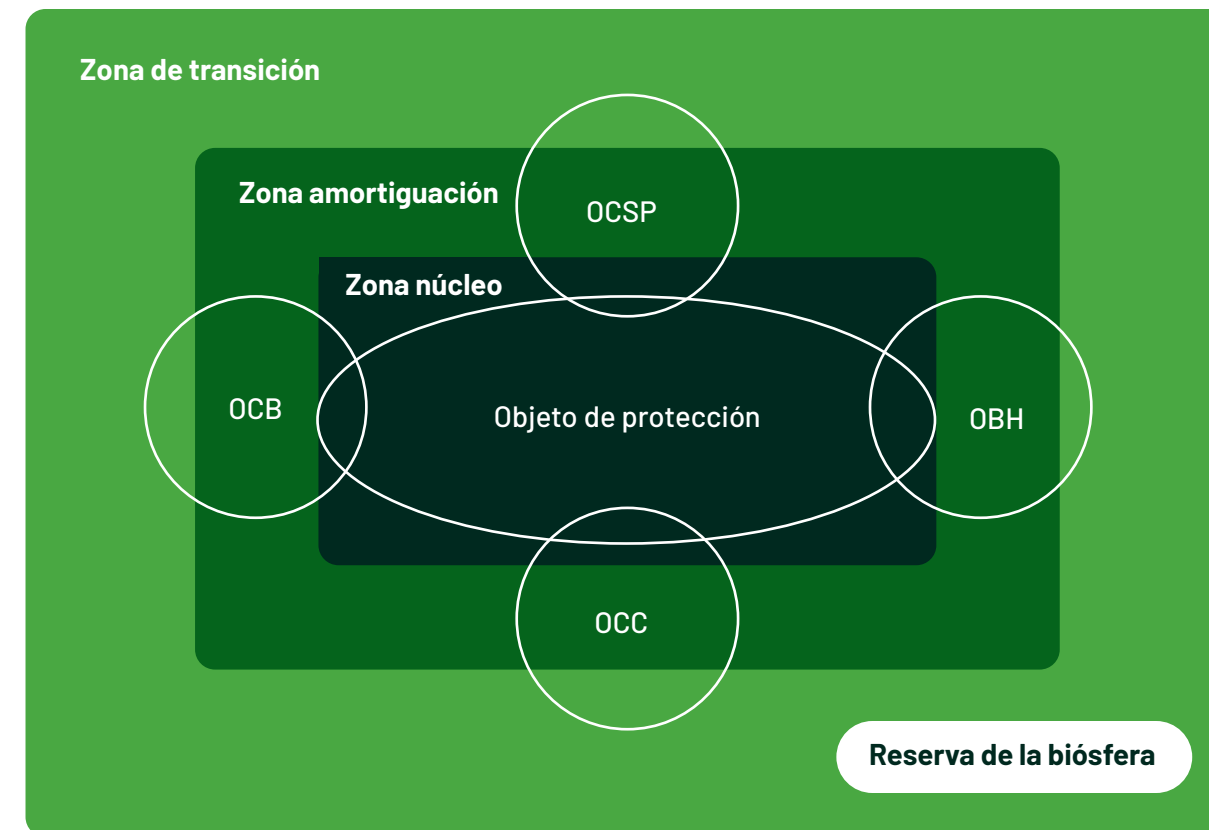 Zona de transición
Zona amortiguación
OCSP
Zona núcleo
OCB
Objeto de protección
OBH
OCC
Reserva de la biósfera